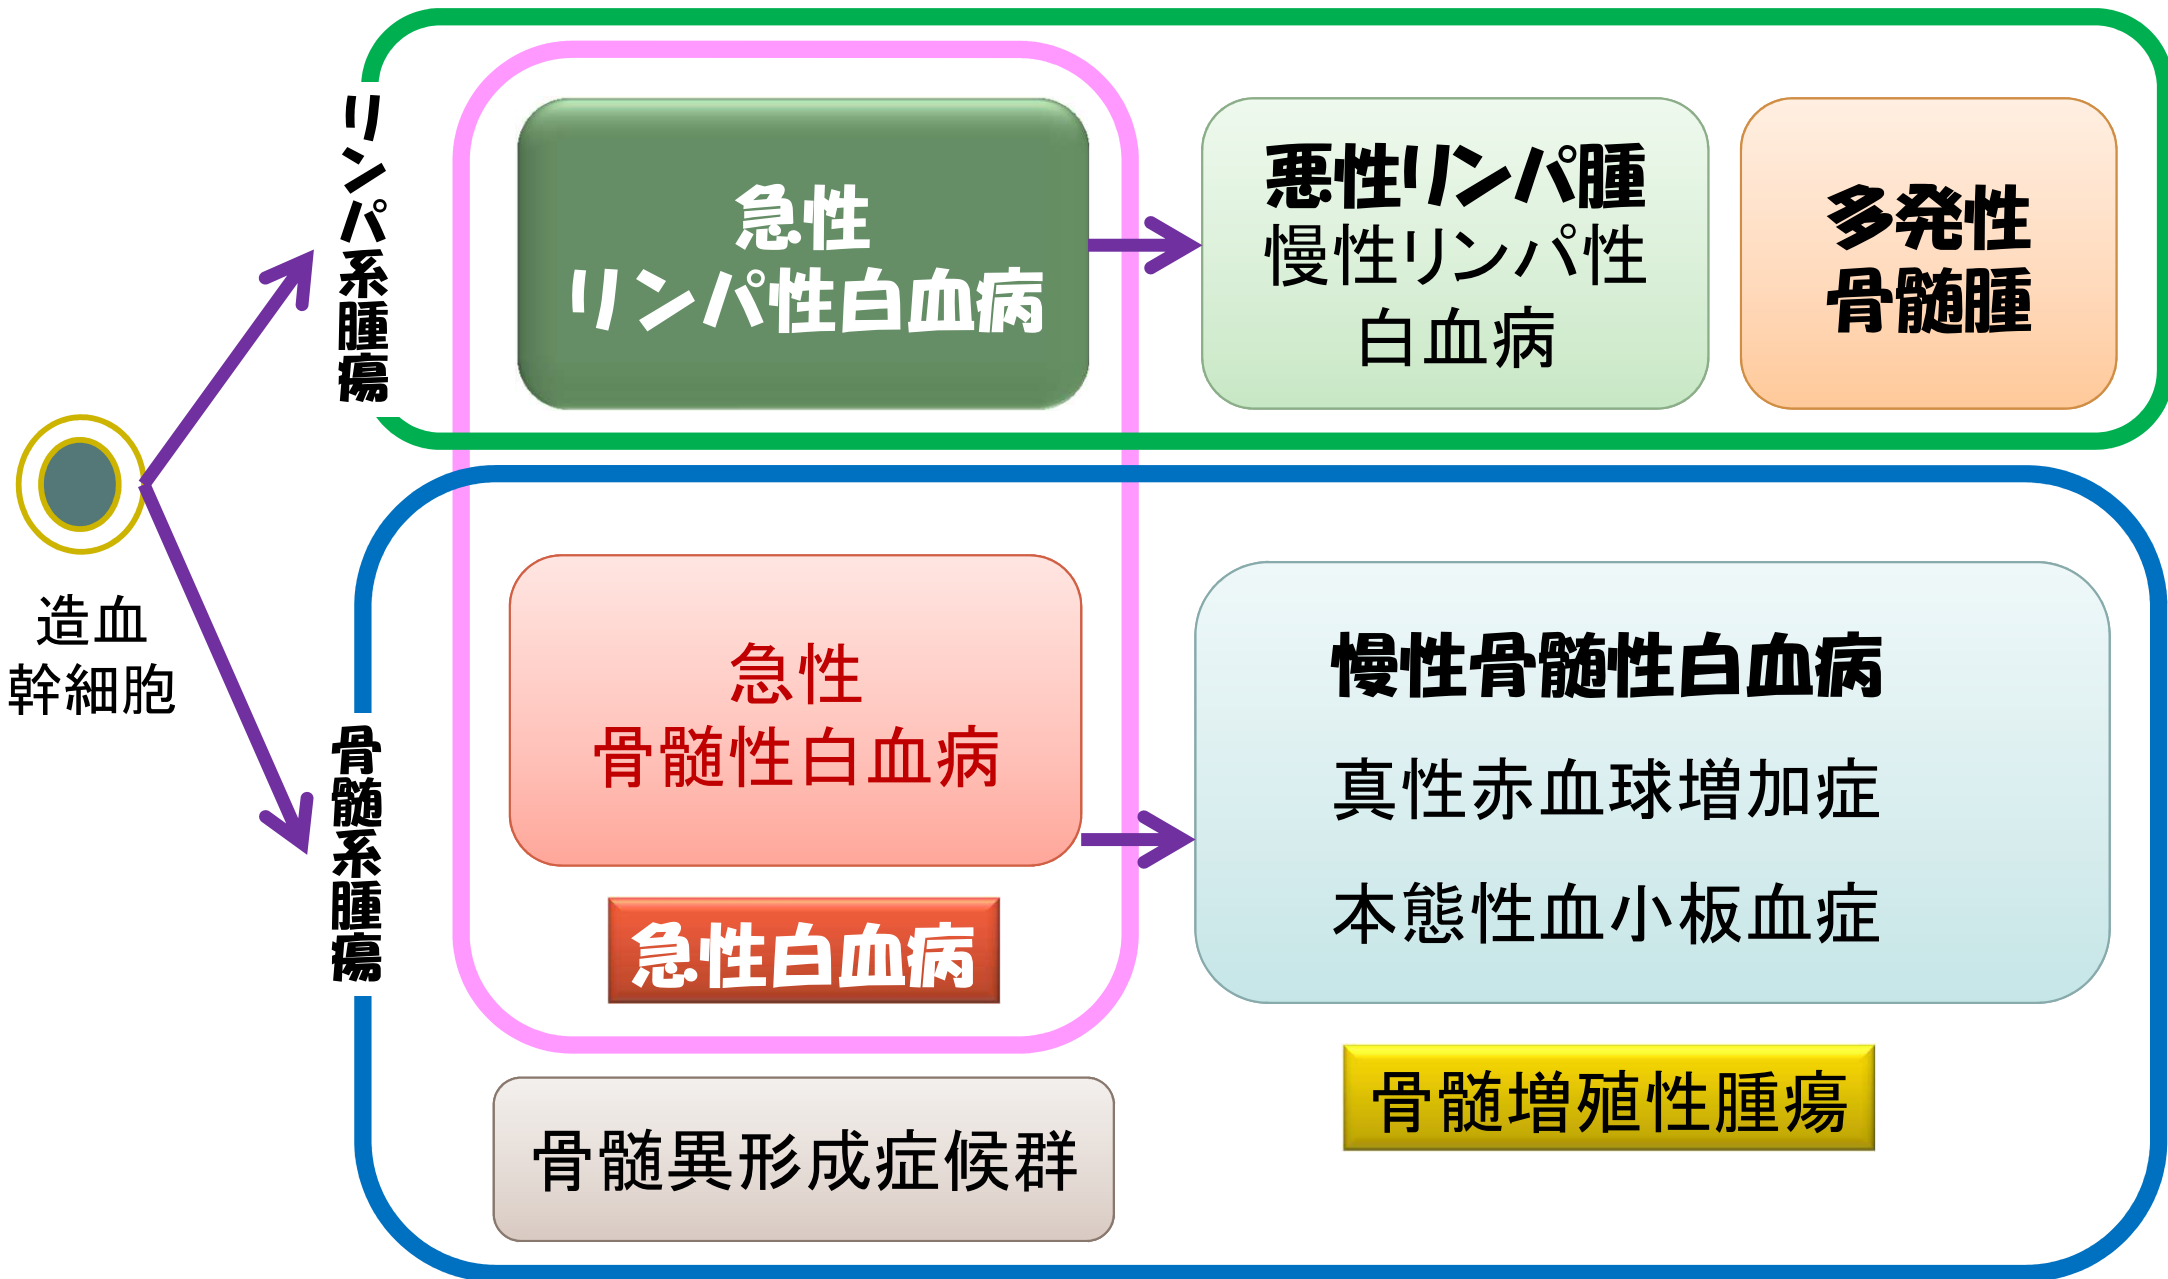 リンパ系腫瘍
急性
リンパ性白血病
悪性リンパ腫
慢性リンパ性
白血病
多発性
骨髄腫
造血
幹細胞
骨髄系腫瘍
急性
骨髄性白血病
急性白血病
慢性骨髄性白血病
真性赤血球増加症
本態性血小板血症
骨髄増殖性腫瘍
骨髄異形成症候群